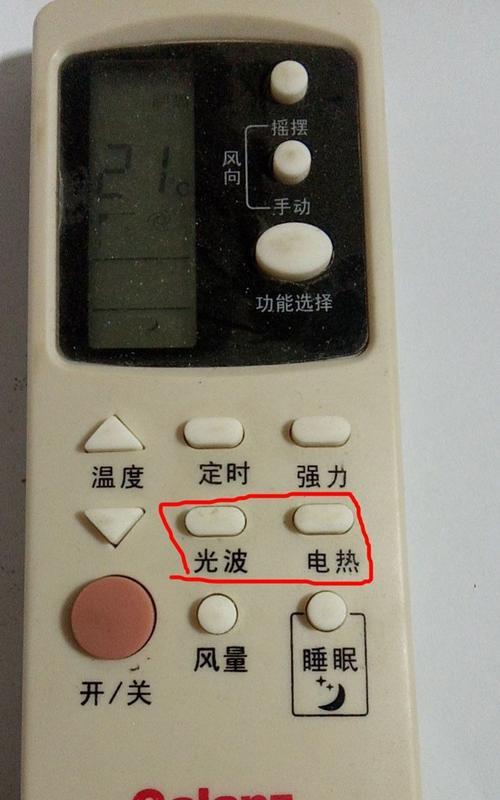 21°C
摇摆
风向
手动
功能选择
温度 定时 强力
光波 电热
开/关 风量 睡眠
Galanz